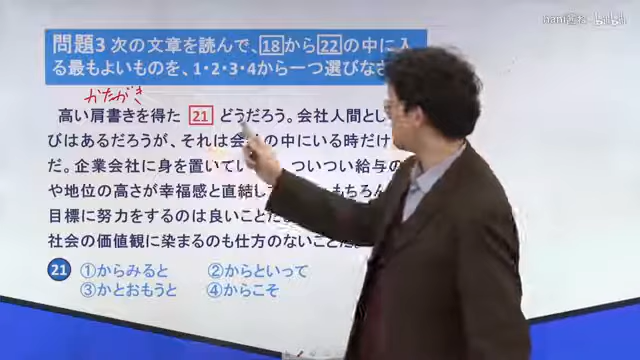 nani酱ね bilibili
問題3 次の文章を読んで、18から22の中に入
る最もよいものを、1・2・3・4から一つ選びなさ
かたがき
高い肩書きを得た 21 どうだろう。会社人間とし
びはあるだろうが、それは会 の中にいる時だけ
だ。企業会社に身を置いてい ついつい給与の
や地位の高さが幸福感と直結し もちろん
目標に努力をするのは良いことだ
社会の価値観に染まるのも仕方のないことだ
21 ①からみると ②からといって
③かとおもうと ④からこそ